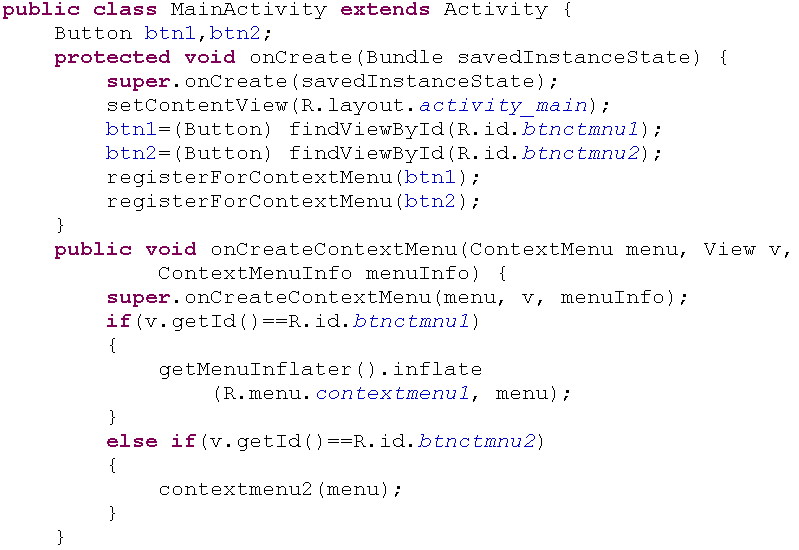 public class MainActivity extends Activity {
    Button btn1,btn2;
    protected void onCreate(Bundle savedInstanceState) {
        super.onCreate(savedInstanceState);
        setContentView(R.layout.activity_main);
        btn1=(Button) findViewById(R.id.btnctmnu1);
        btn2=(Button) findViewById(R.id.btnctmnu2);
        registerForContextMenu(btn1);
        registerForContextMenu(btn2);
    }
    public void onCreateContextMenu(ContextMenu menu, View v,
            ContextMenuInfo menuInfo) {
        super.onCreateContextMenu(menu, v, menuInfo);
        if(v.getId()==R.id.btnctmnu1)
        {
            getMenuInflater().inflate
                (R.menu.contextmenu1, menu);
        }
        else if(v.getId()==R.id.btnctmnu2)
        {
            contextmenu2(menu);
        }
    }